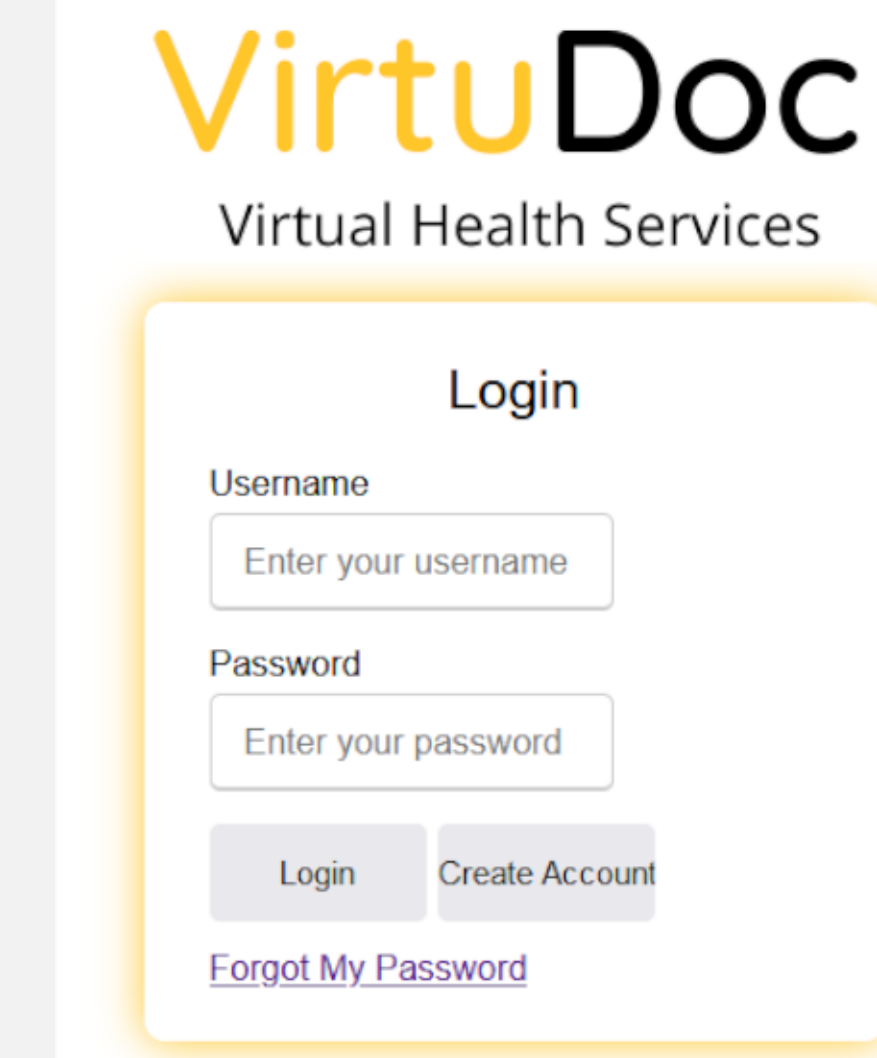 VirtuDoc
Virtual Health Services
Login
Username
Enter your username
Password
Enter your password
Login Create Account
Forgot My Password